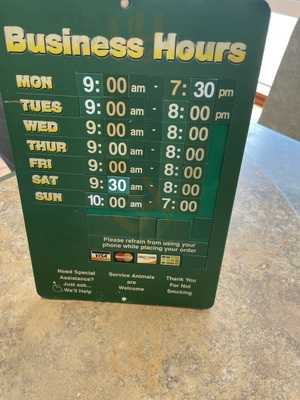 Business Hours
MON 9:00 am - 7:30 pm
TUES 9:00 am - 8:00 pm
WED 9:00 am - 8:00
THUR 9:00 am - 8:00
FRI 9:00 am - 8:00
SAT 9:30 am - 8:00
SUN 10:00 am - 7:00
Please refrain from using your
phone while placing your order
VISA MasterCard
Need Special
Assistance?
Just ask...
We'll Help
Service Animals
are
Welcome
Thank You
For Not
Smoking